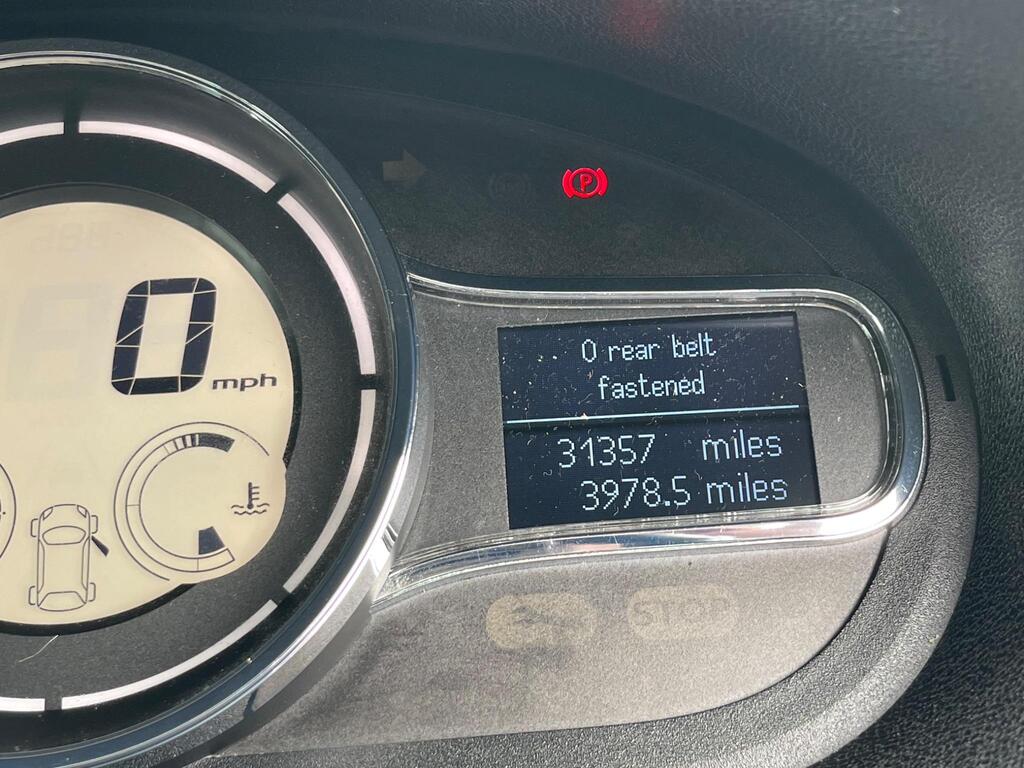 P
0 rear belt
fastened
0 mph
31357 miles
3978.5 miles
STOP